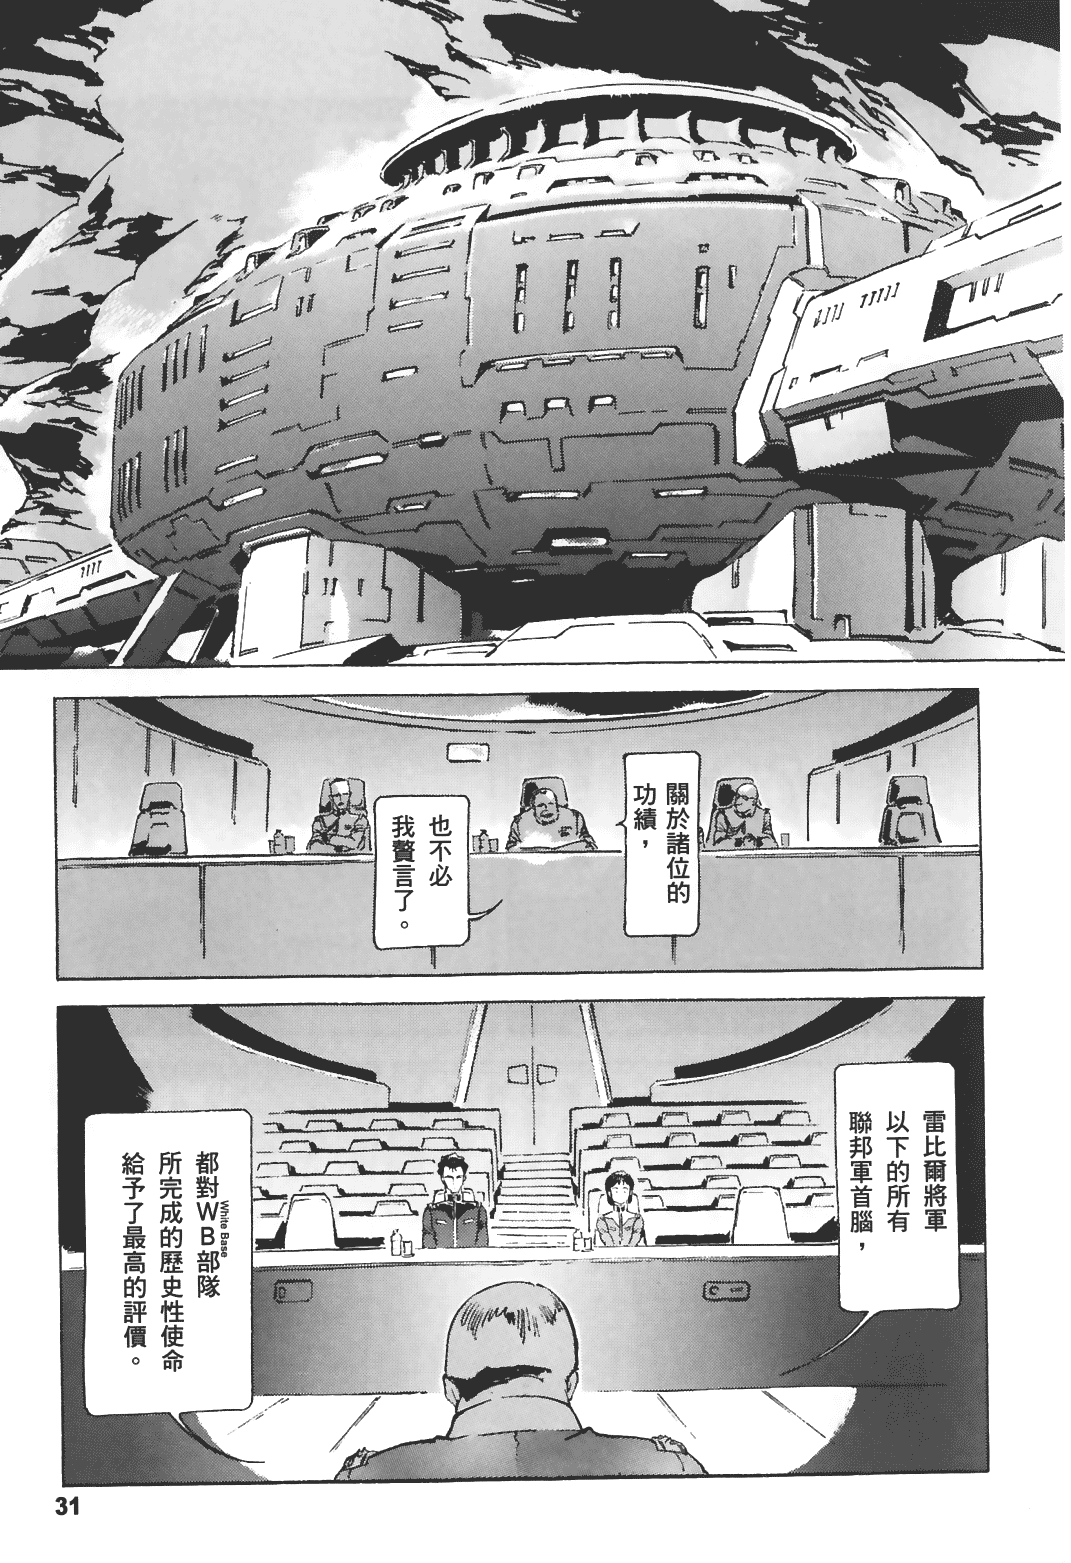 關於諸位的
功績，
也不必
我贅言了。
雷比爾將軍
以下的所有
聯邦軍首腦，
都對WB部隊
White Base
所完成的歷史性使命
給予了最高的評價。
31